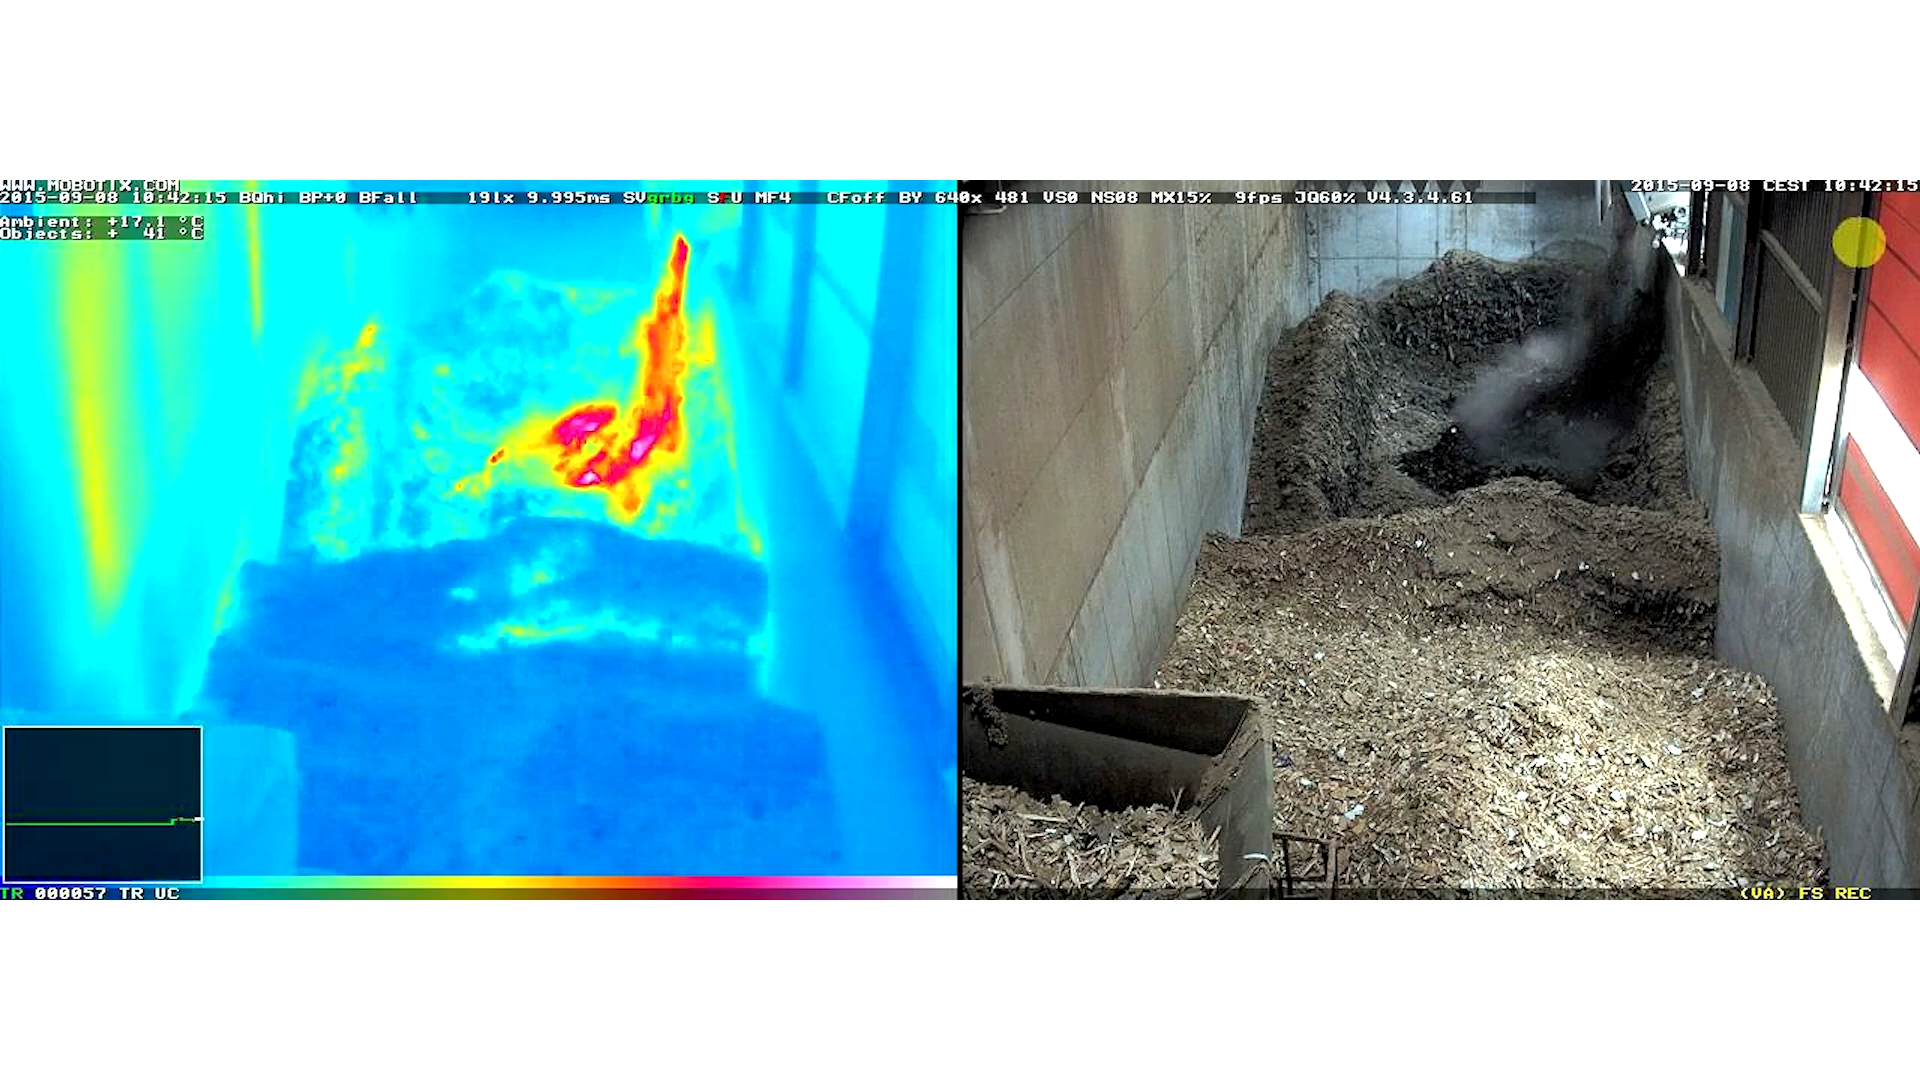 WWW.MOBOTIX.COM
2015-09-08 10:42:15 BQhi BP+0 BFall 19lx 9.995ms SVgrbg SFU MF4 CFoff BY 640x 481 VS0 NS08 MX15% 9fps JQ60% V4.3.4.61
2015-09-08 CEST 10:42:15
Ambient: +17.1 °C
Objects: + 41 °C
TR 000057 TR UC
(VA) FS REC